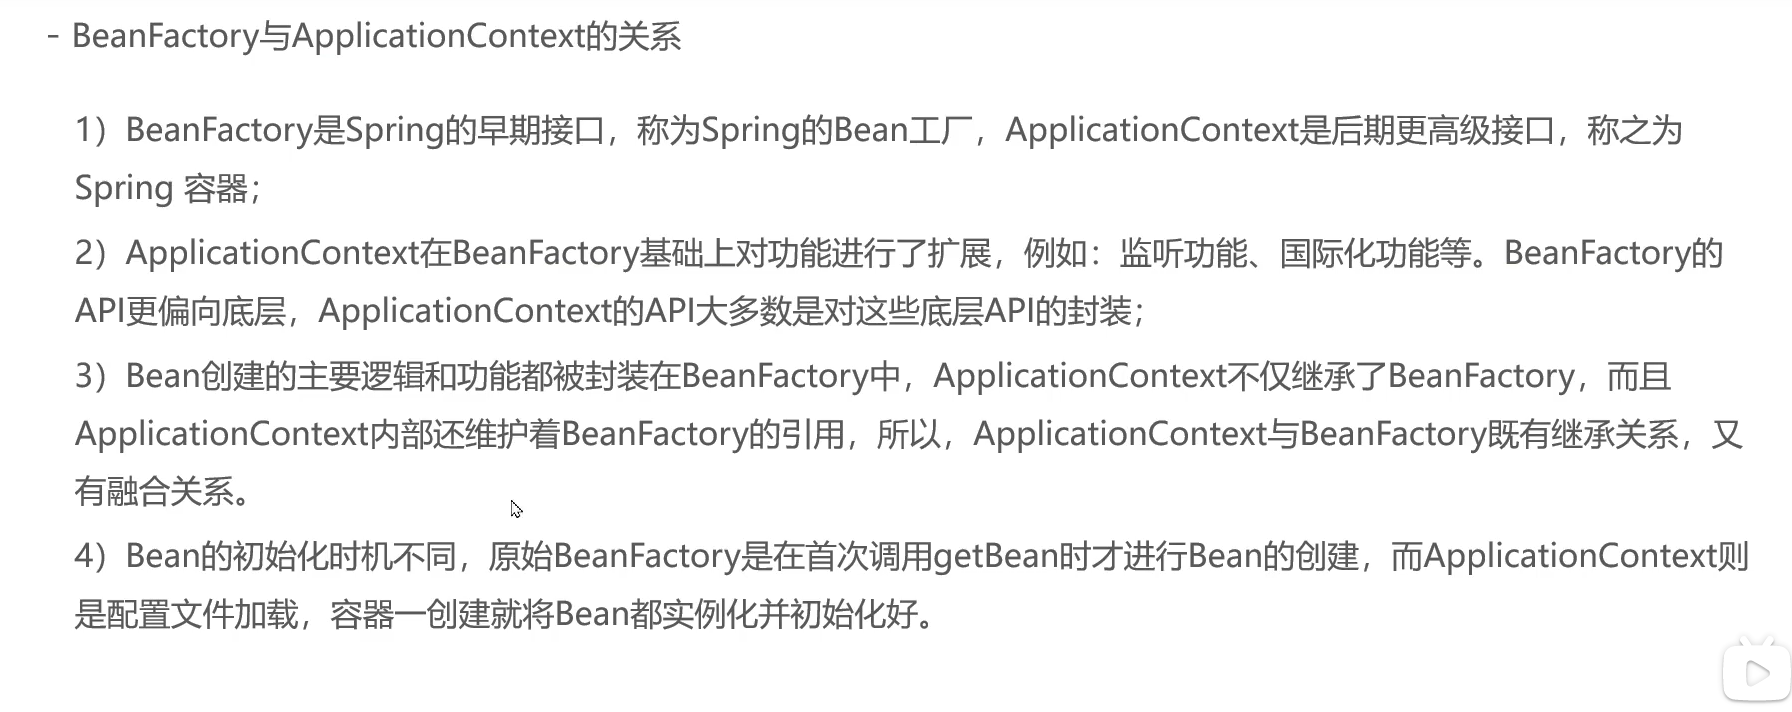 - BeanFactory与ApplicationContext的关系
1）BeanFactory是Spring的早期接口，称为Spring的Bean工厂，ApplicationContext是后期更高级接口，称之为
Spring 容器；
2）ApplicationContext在BeanFactory基础上对功能进行了扩展，例如：监听功能、国际化功能等。BeanFactory的
API更偏向底层，ApplicationContext的API大多数是对这些底层API的封装；
3）Bean创建的主要逻辑和功能都被封装在BeanFactory中，ApplicationContext不仅继承了BeanFactory，而且
ApplicationContext内部还维护着BeanFactory的引用，所以，ApplicationContext与BeanFactory既有继承关系，又
有融合关系。
4）Bean的初始化时机不同，原始BeanFactory是在首次调用getBean时才进行Bean的创建，而ApplicationContext则
是配置文件加载，容器一创建就将Bean都实例化并初始化好。